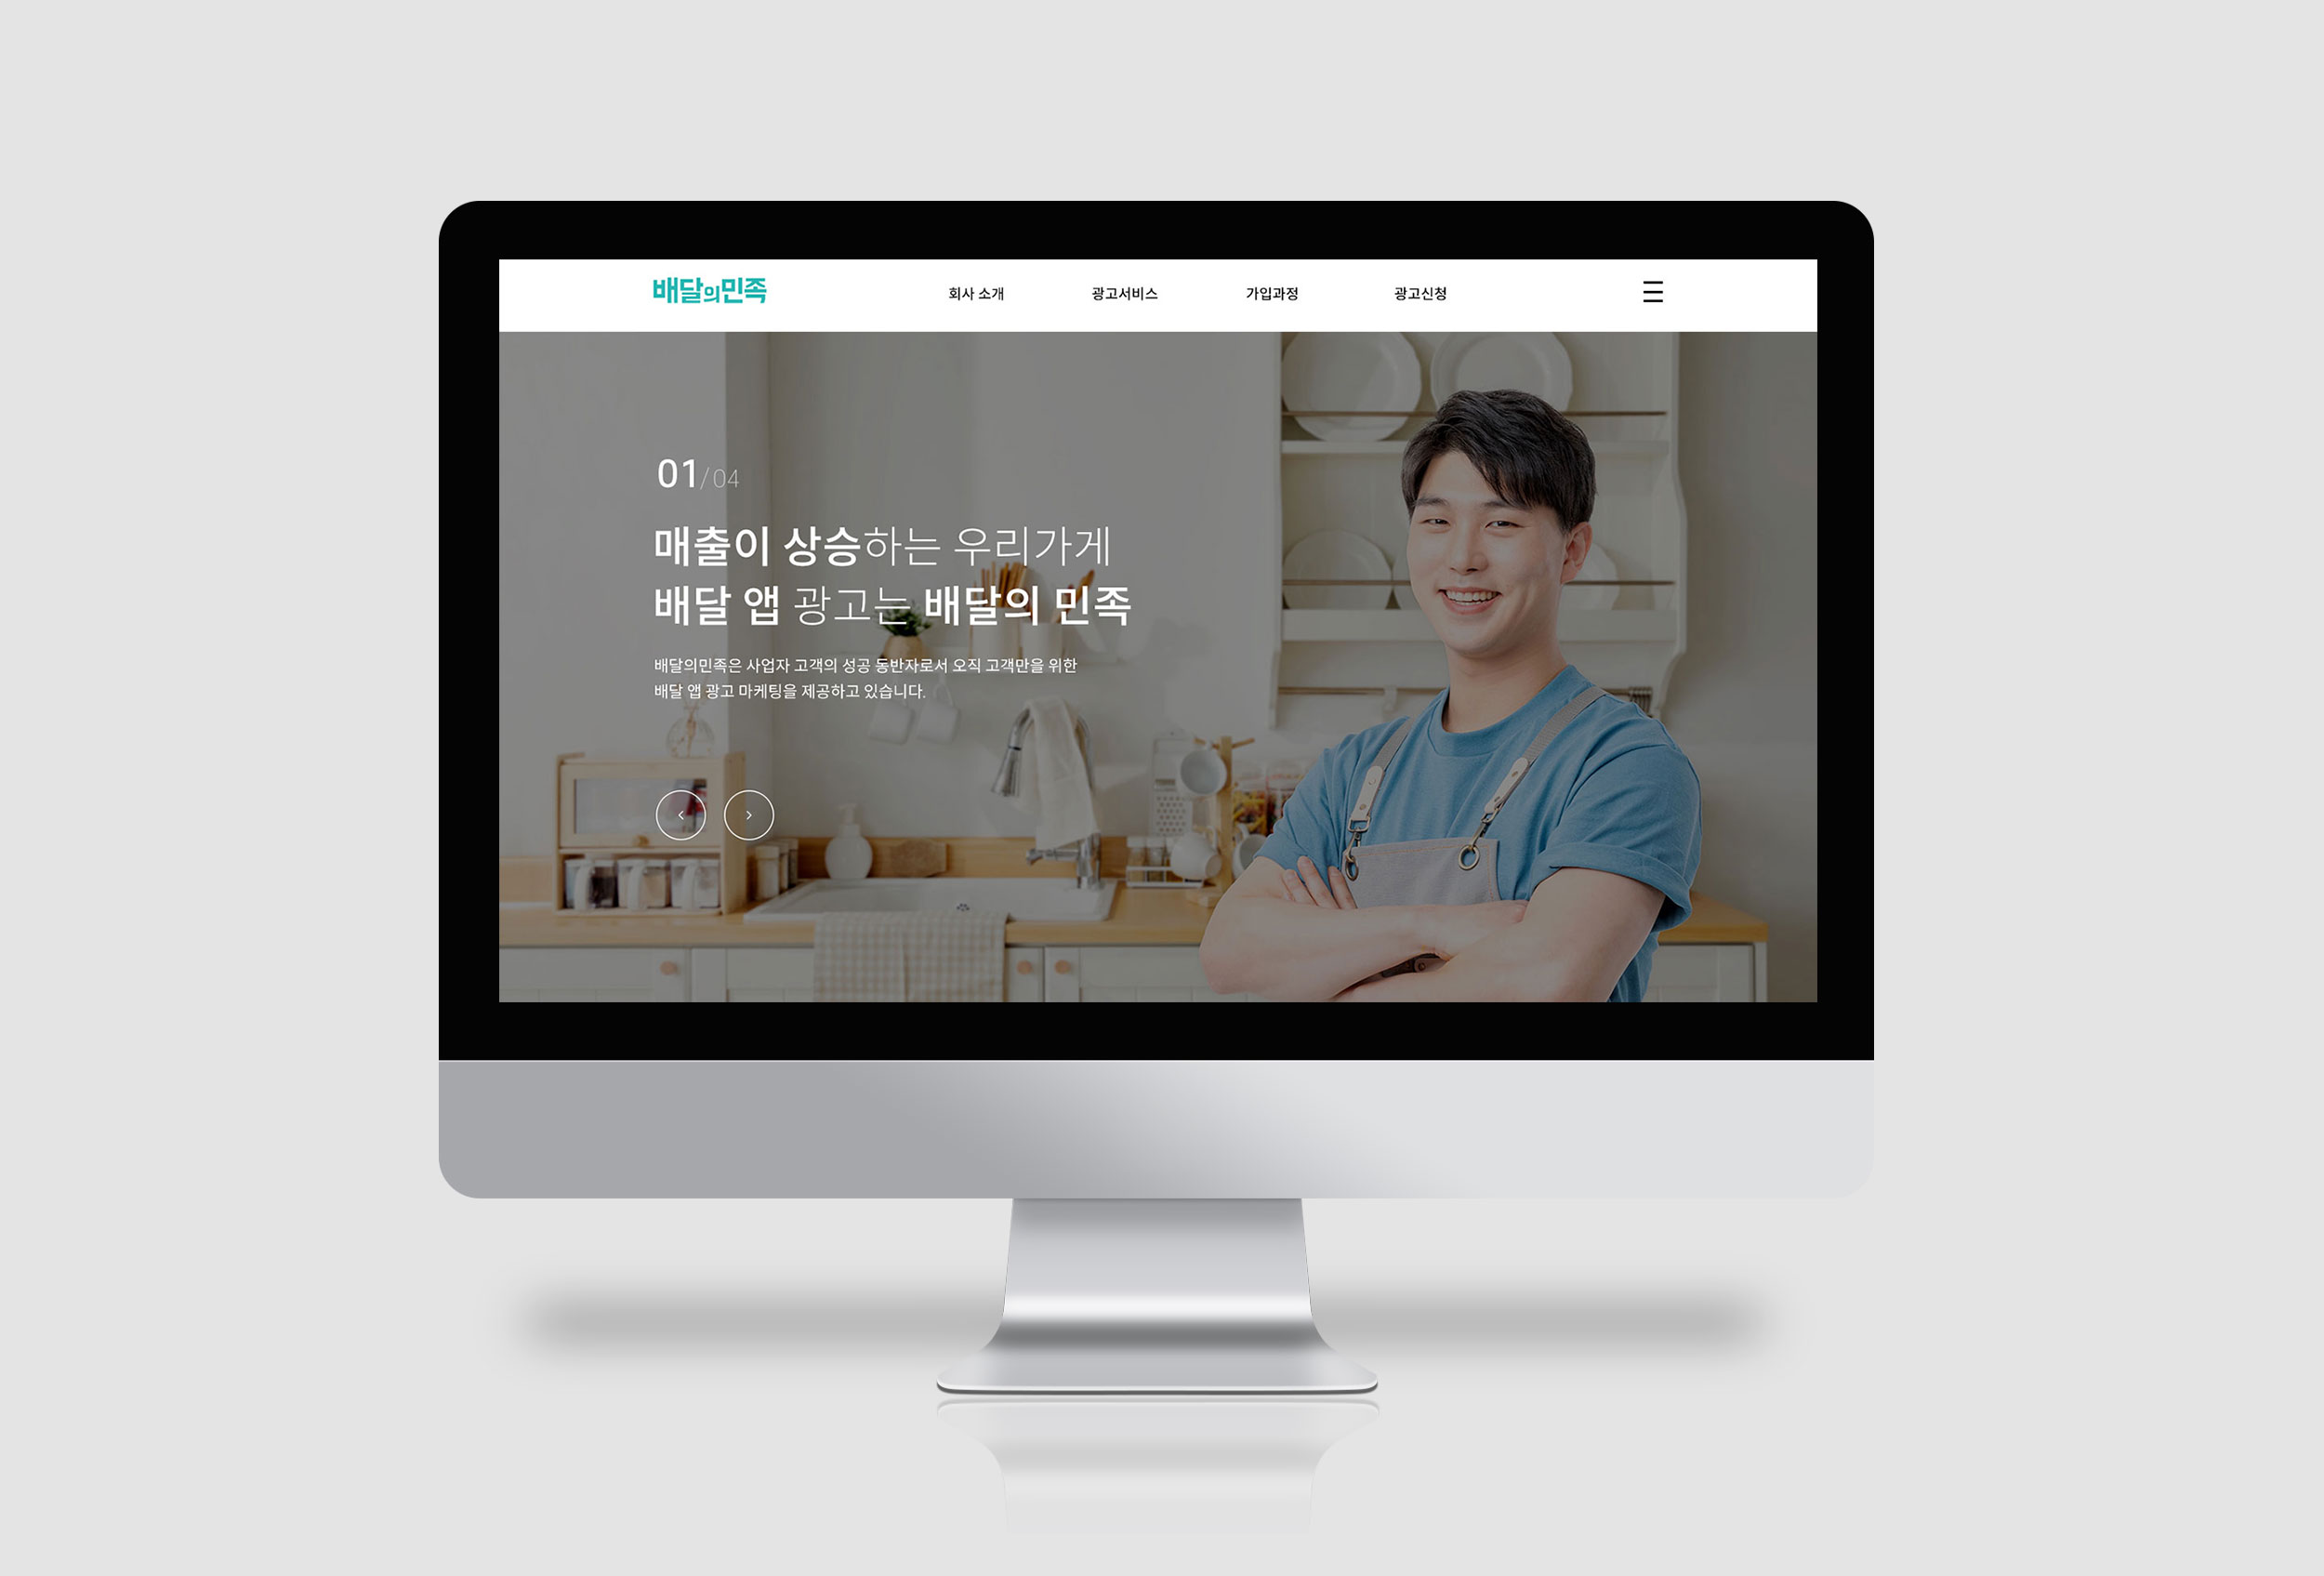 배달의민족
회사 소개
광고서비스
가입과정
광고신청
01/04
매출이 상승하는 우리가게
배달 앱 광고는 배달의 민족
배달의민족은 사업자 고객의 성공 동반자로서 오직 고객만을 위한
배달 앱 광고 마케팅을 제공하고 있습니다.